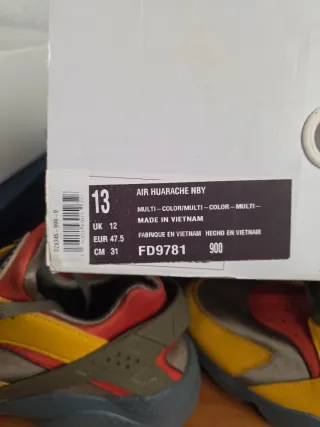 13
AIR HUARACHE NBY
MULTI-COLOR/MULTI-COLOR-MULTI-
MADE IN VIETNAM
UK 12
EUR 47.5
CM 31
FABRIQUE EN VIETNAM HECHO EN VIETNAM
FD9781 900